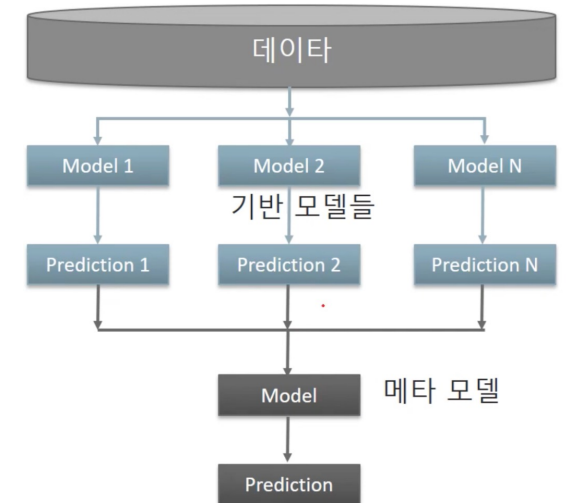 데이타
Model 1
Model 2
Model N
기반 모델들
Prediction 1
Prediction 2
Prediction N
Model
메타 모델
Prediction